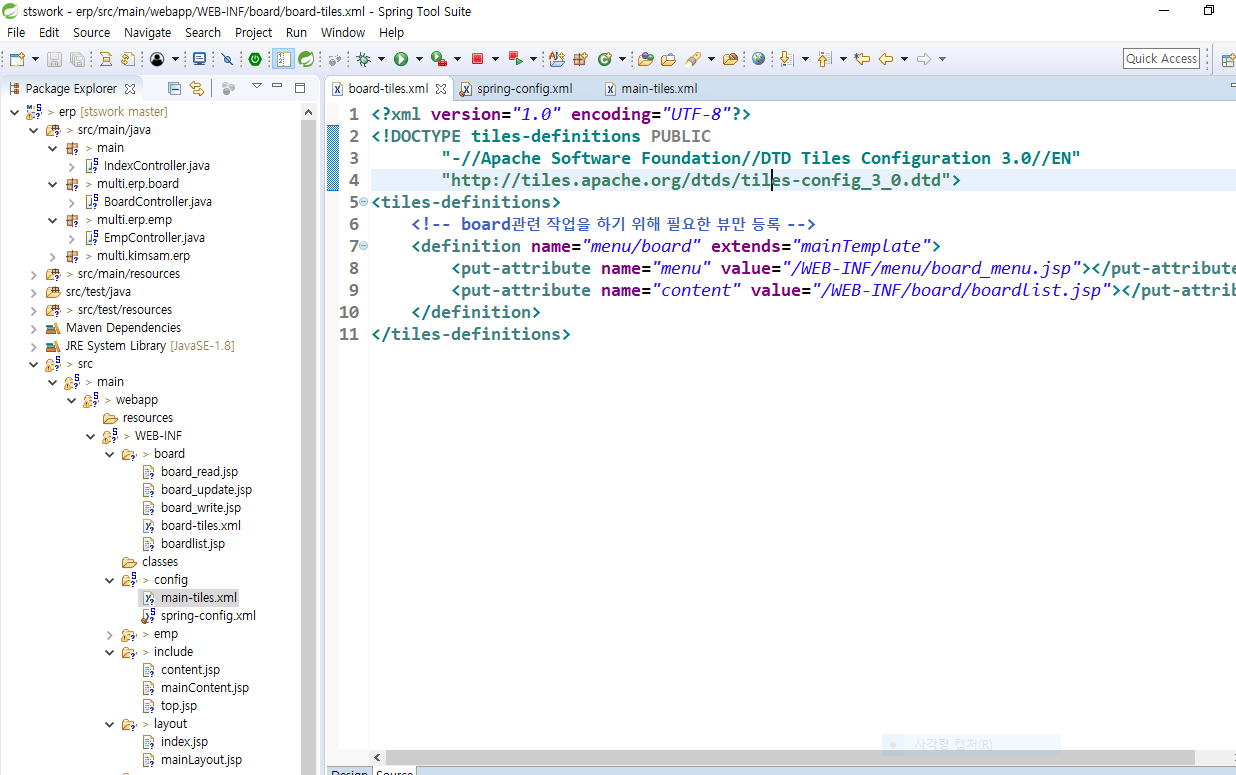 stswork - erp/src/main/webapp/WEB-INF/board/board-tiles.xml - Spring Tool Suite
File Edit Source Navigate Search Project Run Window Help
Quick Access
Package Explorer
erp [stswork master]
> src/main/java
> main
IndexController.java
> multi.erp.board
> BoardController.java
> multi.erp.emp
> EmpController.java
> multi.kimsam.erp
> src/main/resources
src/test/java
> src/test/resources
Maven Dependencies
JRE System Library [JavaSE-1.8]
> src
> main
> webapp
resources
> WEB-INF
> board
board_read.jsp
board_update.jsp
board_write.jsp
board-tiles.xml
boardlist.jsp
classes
> config
main-tiles.xml
spring-config.xml
> emp
> include
content.jsp
mainContent.jsp
top.jsp
> layout
index.jsp
mainLayout.jsp
board-tiles.xml spring-config.xml main-tiles.xml
1 <?xml version="1.0" encoding="UTF-8"?>
2 <!DOCTYPE tiles-definitions PUBLIC
3 "-//Apache Software Foundation//DTD Tiles Configuration 3.0//EN"
4 "http://tiles.apache.org/dtds/tiles-config_3_0.dtd">
5 <tiles-definitions>
6 <!-- board관련 작업을 하기 위해 필요한 뷰만 등록 -->
7 <definition name="menu/board" extends="mainTemplate">
8 <put-attribute name="menu" value="/WEB-INF/menu/board_menu.jsp"></put-attribute
9 <put-attribute name="content" value="/WEB-INF/board/boardlist.jsp"></put-attrib
10 </definition>
11 </tiles-definitions>
사각형 캡처(R)
Design Source